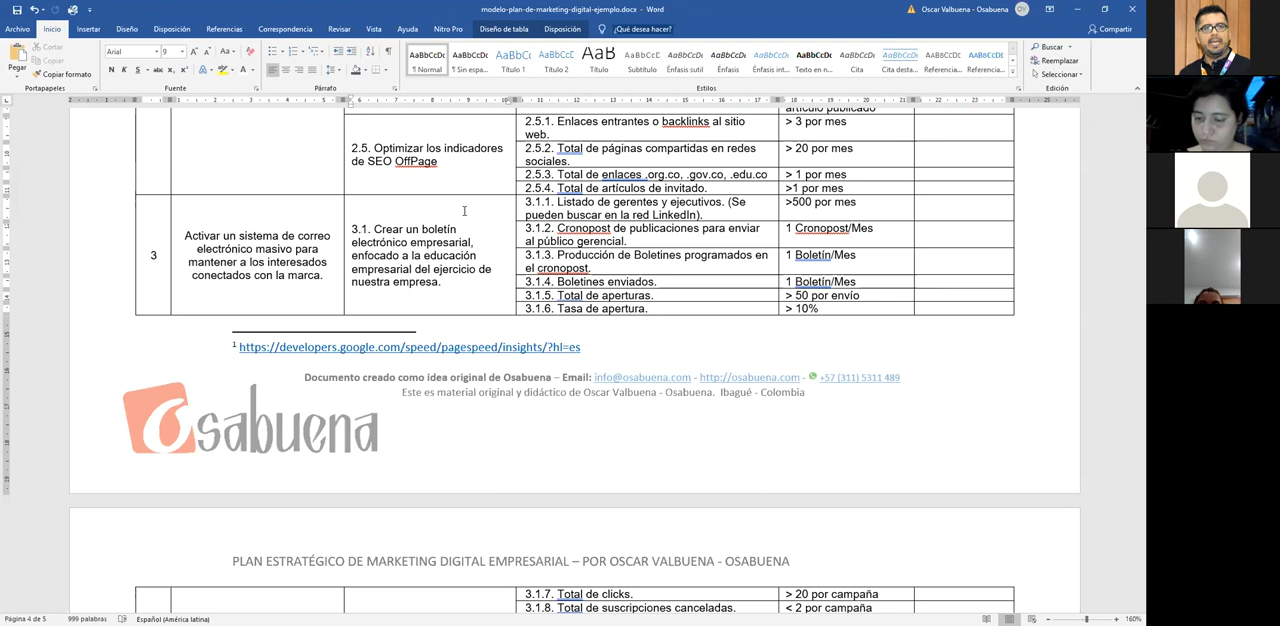 modelo-plan-de-marketing-digital-ejemplo.docx - Word
Oscar Valbuena - Osabuena
OV
Archivo
Inicio
Insertar
Diseño
Disposición
Referencias
Correspondencia
Revisar
Vista
Ayuda
Nitro Pro
Diseño de tabla
Disposición
¿Qué desea hacer?
Compartir
Pegar
Cortar
Copiar
Copiar formato
Portapapeles
Arial
9
Fuente
Párrafo
AaBbCcDc
¶ Normal
AaBbCcDc
¶ Sin espa...
AaBbCc
Título 1
AaBbCcC
Título 2
AaB
Título
AaBbCcC
Subtítulo
AaBbCcDc
Énfasis sutil
AaBbCcDc
Énfasis
AaBbCcDc
Énfasis int...
AaBbCcDc
Texto en n...
AaBbCcDc
Cita
AaBbCcDc
Cita desta...
AaBbCcDc
Referencia...
AaBbCcDc
Referencia...
Estilos
Buscar
Reemplazar
Seleccionar
Edición
artículo publicado
2.5. Optimizar los indicadores
de SEO OffPage
2.5.1. Enlaces entrantes o backlinks al sitio
web.
> 3 por mes
2.5.2. Total de páginas compartidas en redes
sociales.
> 20 por mes
2.5.3. Total de enlaces .org.co, .gov.co, .edu.co
> 1 por mes
2.5.4. Total de artículos de invitado.
>1 por mes
3
Activar un sistema de correo
electrónico masivo para
mantener a los interesados
conectados con la marca.
3.1. Crear un boletín
electrónico empresarial,
enfocado a la educación
empresarial del ejercicio de
nuestra empresa.
3.1.1. Listado de gerentes y ejecutivos. (Se
pueden buscar en la red LinkedIn).
>500 por mes
3.1.2. Cronopost de publicaciones para enviar
al público gerencial.
1 Cronopost/Mes
3.1.3. Producción de Boletines programados en
el cronopost.
1 Boletín/Mes
3.1.4. Boletines enviados.
1 Boletín/Mes
3.1.5. Total de aperturas.
> 50 por envío
3.1.6. Tasa de apertura.
> 10%
1 https://developers.google.com/speed/pagespeed/insights/?hl=es
Documento creado como idea original de Osabuena – Email: info@osabuena.com - http://osabuena.com - +57 (311) 5311 489
Este es material original y didáctico de Oscar Valbuena - Osabuena. Ibagué - Colombia
Osabuena
PLAN ESTRATÉGICO DE MARKETING DIGITAL EMPRESARIAL – POR OSCAR VALBUENA - OSABUENA
3.1.7. Total de clicks.
> 20 por campaña
3.1.8. Total de suscripciones canceladas.
< 2 por campaña
Página 4 de 5
999 palabras
Español (América latina)
160%